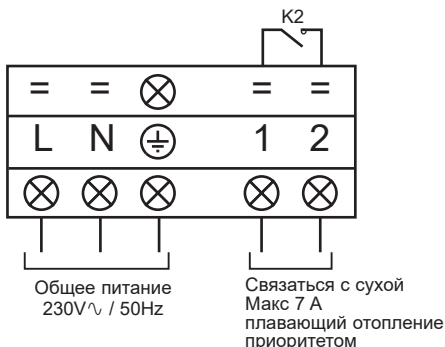 K2
= = = =
L N 1 2
Общее питание
230V∿ / 50Hz
Связаться с сухой
Макс 7 А
плавающий отопление
приоритетом